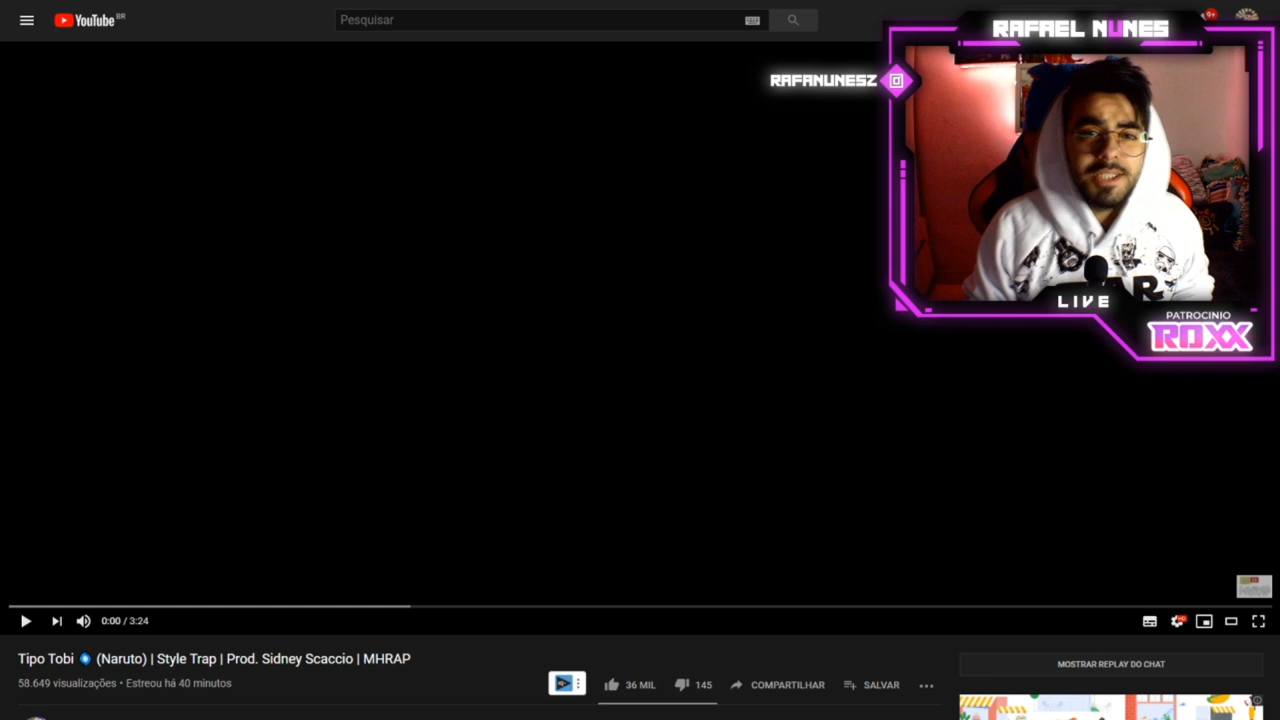 YouTube BR
Pesquisar
9+
RAFAEL NUNES
RAFANUNESZ
LIVE
PATROCINIO
ROXX
0:00 / 3:24
HD
Tipo Tobi (Naruto) | Style Trap | Prod. Sidney Scaccio | MHRAP
58.649 visualizações • Estreou há 40 minutos
36 MIL
145
COMPARTILHAR
SALVAR
MOSTRAR REPLAY DO CHAT